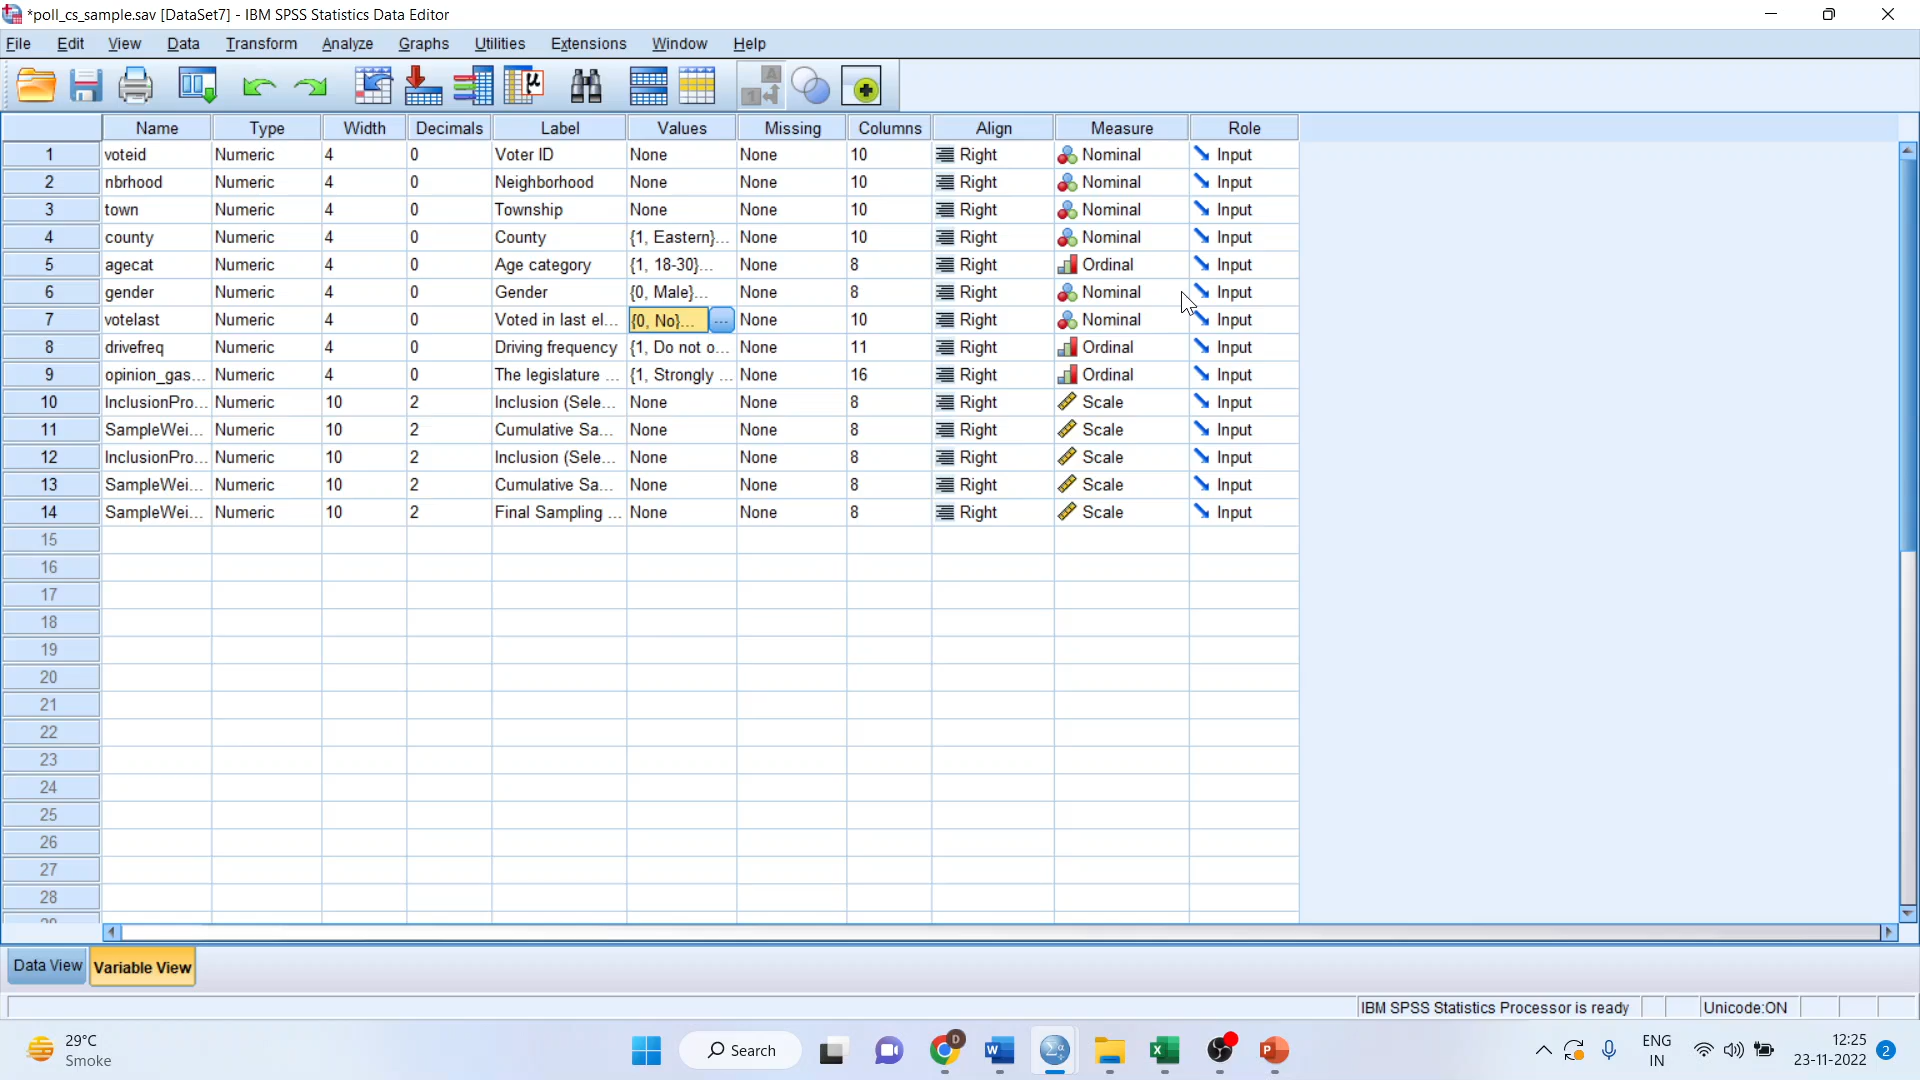 *poll_cs_sample.sav [DataSet7] - IBM SPSS Statistics Data Editor
File Edit View Data Transform Analyze Graphs Utilities Extensions Window Help
Name Type Width Decimals Label Values Missing Columns Align Measure Role
1 voteid Numeric 4 0 Voter ID None None 10 Right Nominal Input
2 nbrhood Numeric 4 0 Neighborhood None None 10 Right Nominal Input
3 town Numeric 4 0 Township None None 10 Right Nominal Input
4 county Numeric 4 0 County {1, Eastern}... None 10 Right Nominal Input
5 agecat Numeric 4 0 Age category {1, 18-30}... None 8 Right Ordinal Input
6 gender Numeric 4 0 Gender {0, Male}... None 8 Right Nominal Input
7 votelast Numeric 4 0 Voted in last el... {0, No}... ... None 10 Right Nominal Input
8 drivefreq Numeric 4 0 Driving frequency {1, Do not o... None 11 Right Ordinal Input
9 opinion_gas... Numeric 4 0 The legislature ... {1, Strongly ... None 16 Right Ordinal Input
10 InclusionPro... Numeric 10 2 Inclusion (Sele... None None 8 Right Scale Input
11 SampleWei... Numeric 10 2 Cumulative Sa... None None 8 Right Scale Input
12 InclusionPro... Numeric 10 2 Inclusion (Sele... None None 8 Right Scale Input
13 SampleWei... Numeric 10 2 Cumulative Sa... None None 8 Right Scale Input
14 SampleWei... Numeric 10 2 Final Sampling ... None None 8 Right Scale Input
15
16
17
18
19
20
21
22
23
24
25
26
27
28
29
Data View Variable View
IBM SPSS Statistics Processor is ready Unicode:ON
29°C
Smoke
Search
ENG
IN
12:25
23-11-2022
2